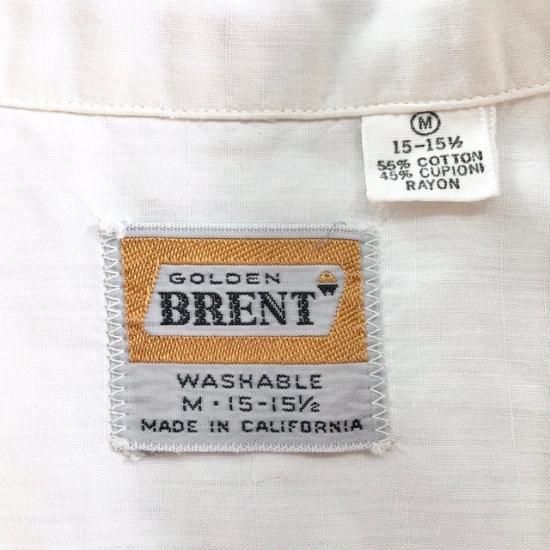 M
15-15½
55% COTTON
45% CUPIONI
RAYON
GOLDEN
BRENT
WASHABLE
M · 15-15½
MADE IN CALIFORNIA